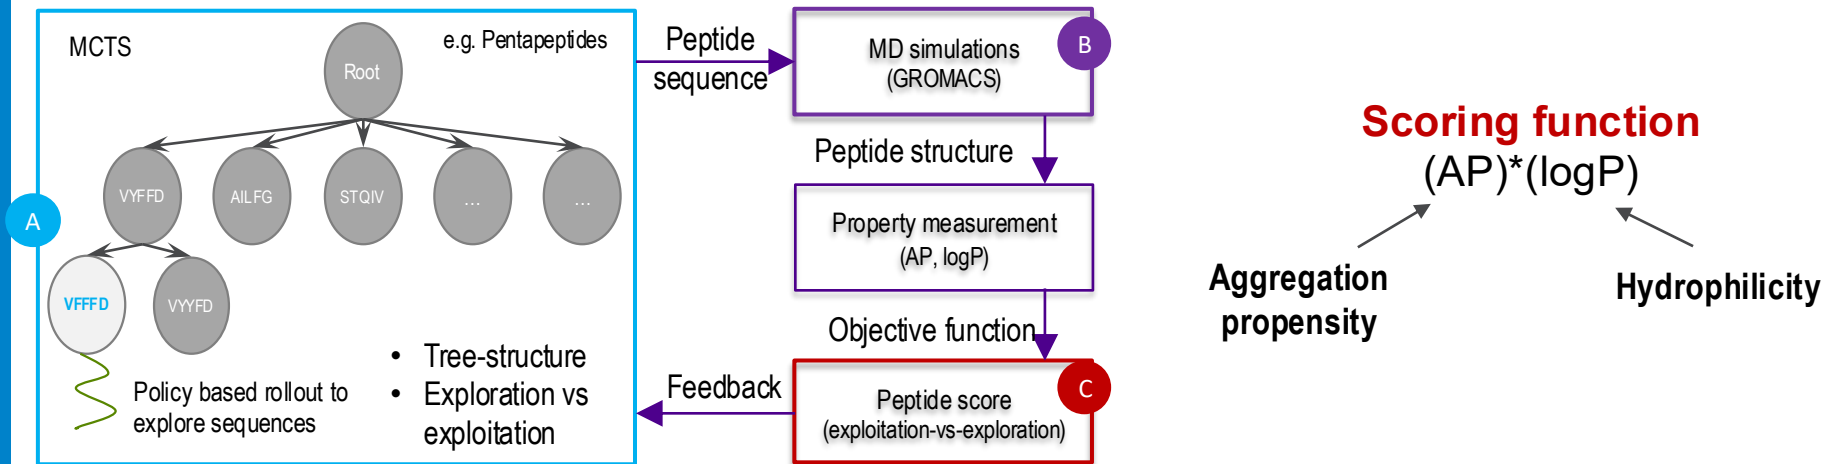 MCTS
e.g. Pentapeptides
Root
VYFFD
AILFG
STQIV
...
...
A
VFFFD
VYYFD
Policy based rollout to
explore sequences
• Tree-structure
• Exploration vs
exploitation
Peptide
sequence
B
MD simulations
(GROMACS)
Peptide structure
Property measurement
(AP, logP)
Objective function
C
Peptide score
(exploitation-vs-exploration)
Feedback
Scoring function
(AP)*(logP)
Aggregation
propensity
Hydrophilicity